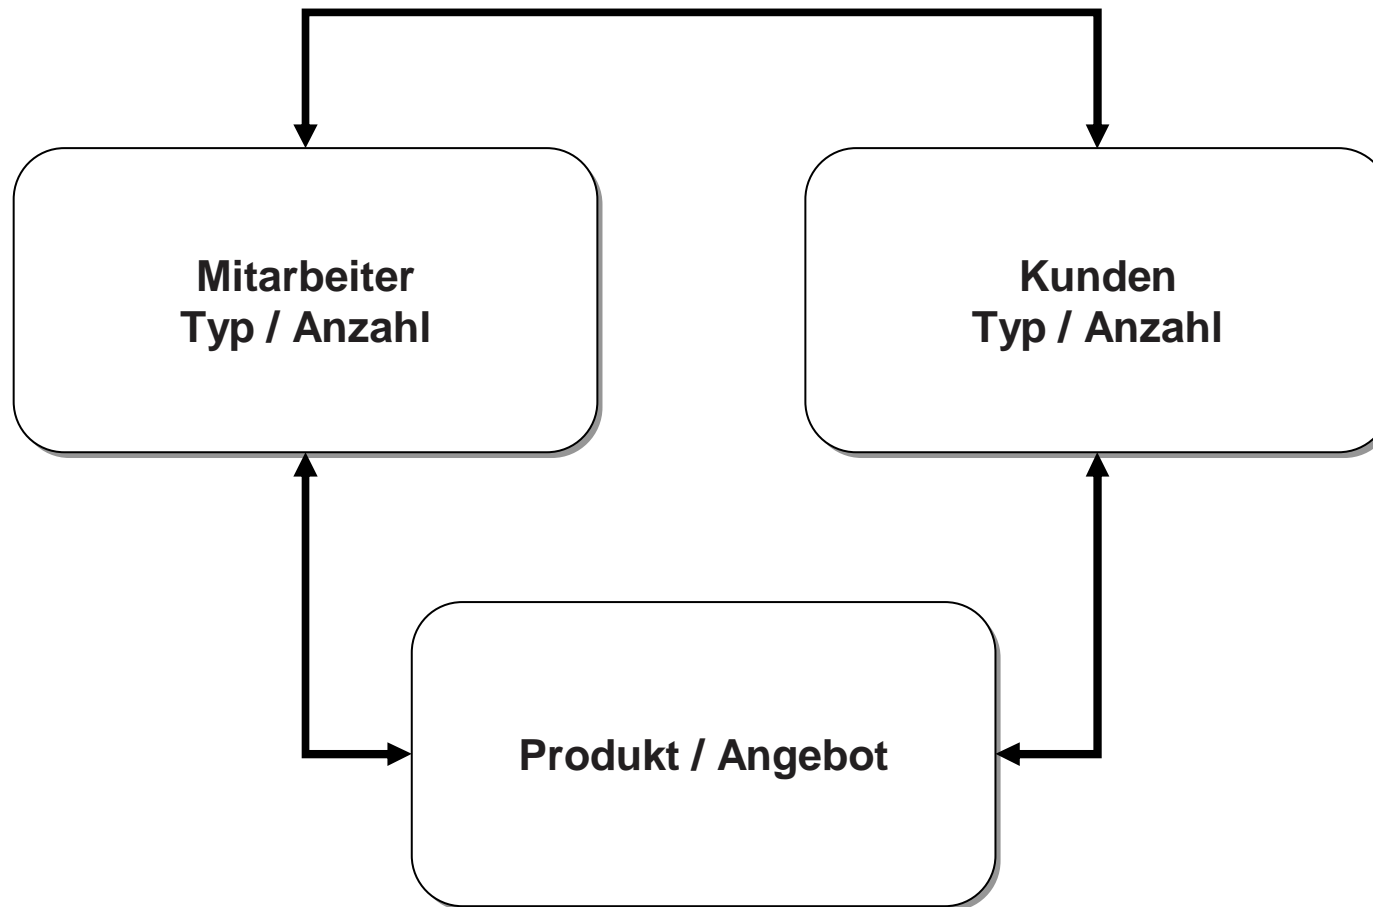 Mitarbeiter
Typ / Anzahl
Kunden
Typ / Anzahl
Produkt / Angebot